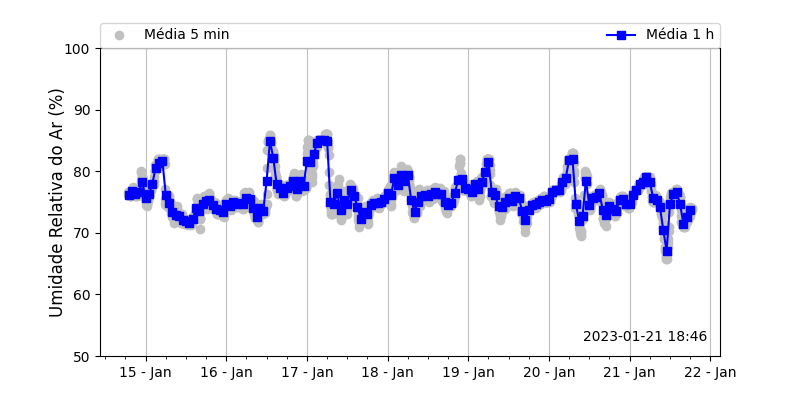 Média 5 min
Média 1 h
Umidade Relativa do Ar (%)
100
90
80
70
60
50
2023-01-21 18:46
15 - Jan
16 - Jan
17 - Jan
18 - Jan
19 - Jan
20 - Jan
21 - Jan
22 - Jan